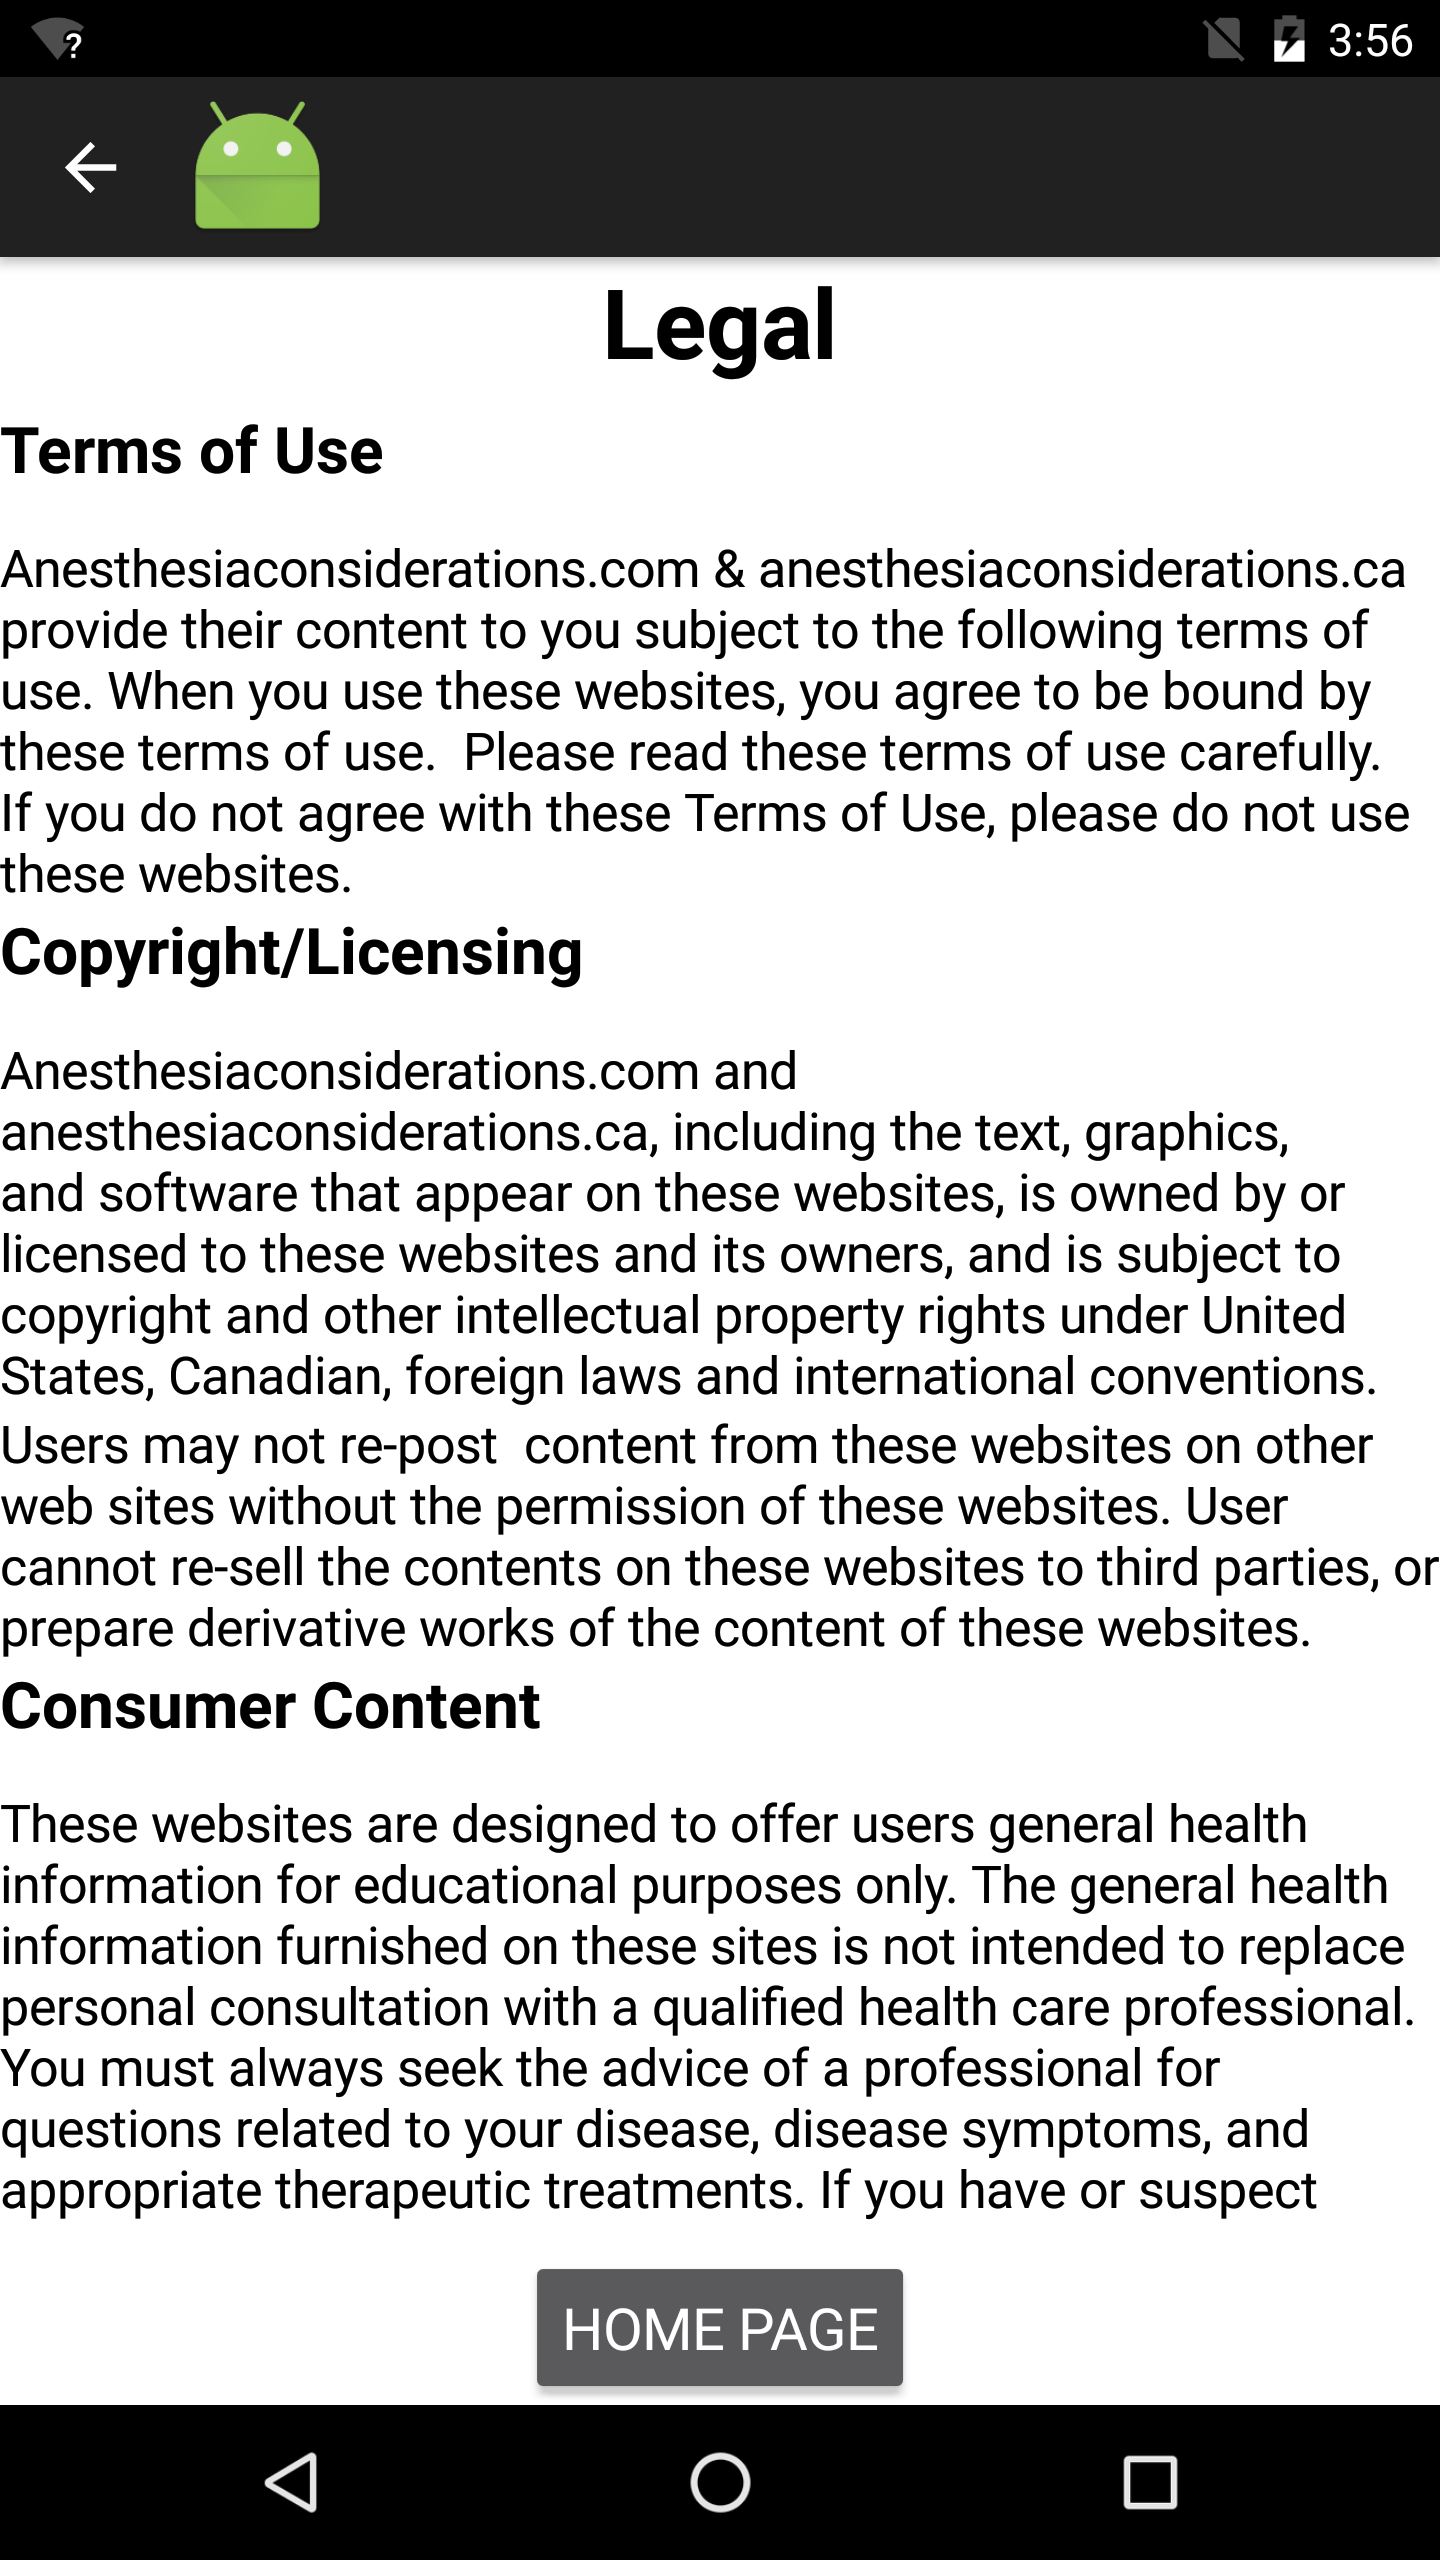 3:56
Legal
Terms of Use
Anesthesiaconsiderations.com & anesthesiaconsiderations.ca
provide their content to you subject to the following terms of
use. When you use these websites, you agree to be bound by
these terms of use.  Please read these terms of use carefully.
If you do not agree with these Terms of Use, please do not use
these websites.
Copyright/Licensing
Anesthesiaconsiderations.com and
anesthesiaconsiderations.ca, including the text, graphics,
and software that appear on these websites, is owned by or
licensed to these websites and its owners, and is subject to
copyright and other intellectual property rights under United
States, Canadian, foreign laws and international conventions.
Users may not re-post  content from these websites on other
web sites without the permission of these websites. User
cannot re-sell the contents on these websites to third parties, or
prepare derivative works of the content of these websites.
Consumer Content
These websites are designed to offer users general health
information for educational purposes only. The general health
information furnished on these sites is not intended to replace
personal consultation with a qualified health care professional.
You must always seek the advice of a professional for
questions related to your disease, disease symptoms, and
appropriate therapeutic treatments. If you have or suspect
HOME PAGE